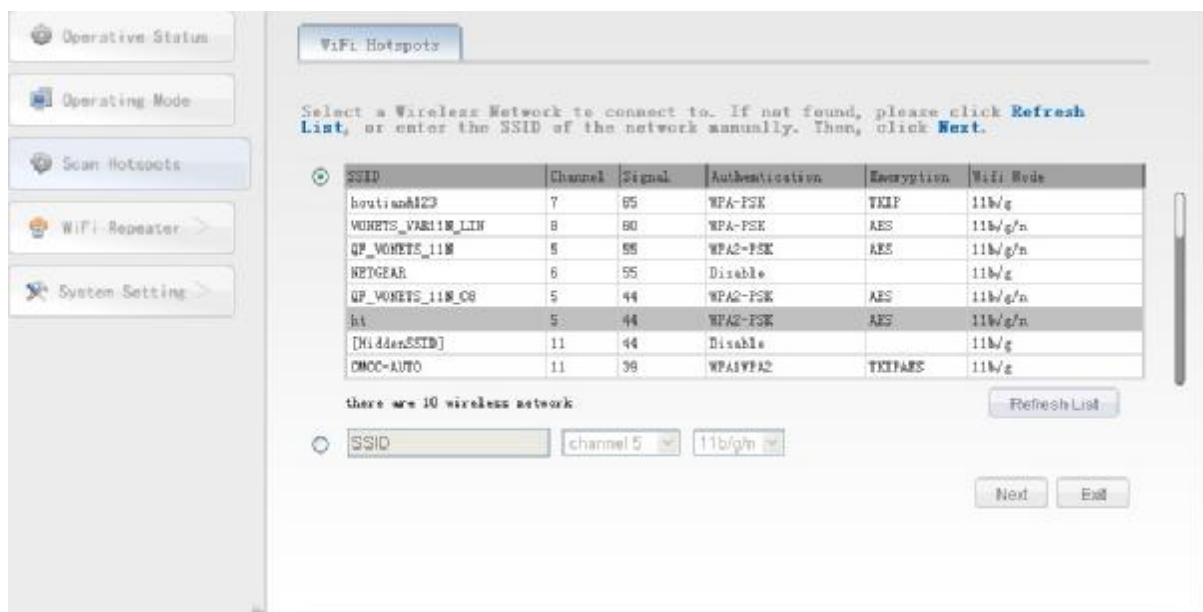 Operative Status
Operating Mode
Scan Hotspots
WiFi Repeater >
System Setting >
WiFi Hotspots
Select a Wireless Network to connect to. If not found, please click Refresh
List, or enter the SSID of the network manually. Then, click Next.
SSID Channel Signal Authentication Encryption Wifi Mode
houtianA123 7 65 WPA-PSK TKIP 11b/g
VONETS_VAR11N_LIN 8 60 WPA-PSK AES 11b/g/n
QF_VONETS_11N 5 55 WPA2-PSK AES 11b/g/n
NETGEAR 6 55 Disable 11b/g
QF_VONETS_11N_C8 5 44 WPA2-PSK AES 11b/g/n
ht 5 44 WPA2-PSK AES 11b/g/n
[HiddenSSID] 11 44 Disable 11b/g
CMCC-AUTO 11 39 WPA1WPA2 TKIPAES 11b/g
there are 10 wireless network
Refresh List
SSID channel 5 11b/g/n
Next Exit